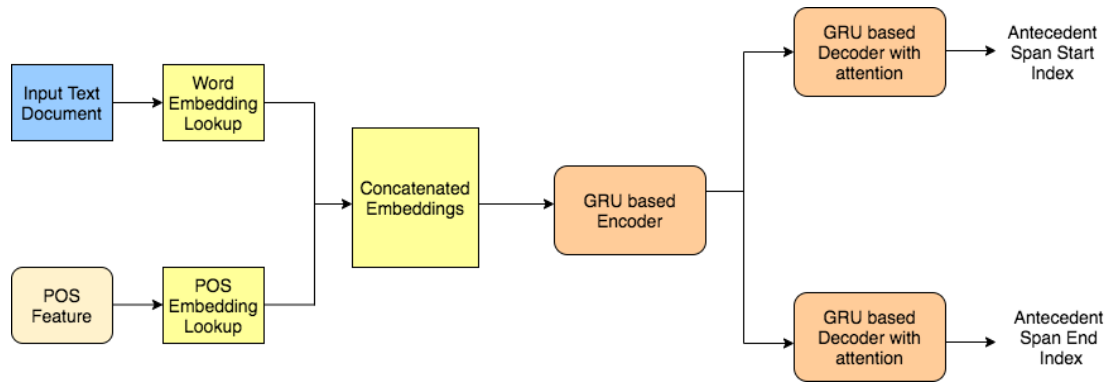 Input Text
Document
Word
Embedding
Lookup
POS
Feature
POS
Embedding
Lookup
Concatenated
Embeddings
GRU based
Encoder
GRU based
Decoder with
attention
Antecedent
Span Start
Index
GRU based
Decoder with
attention
Antecedent
Span End
Index